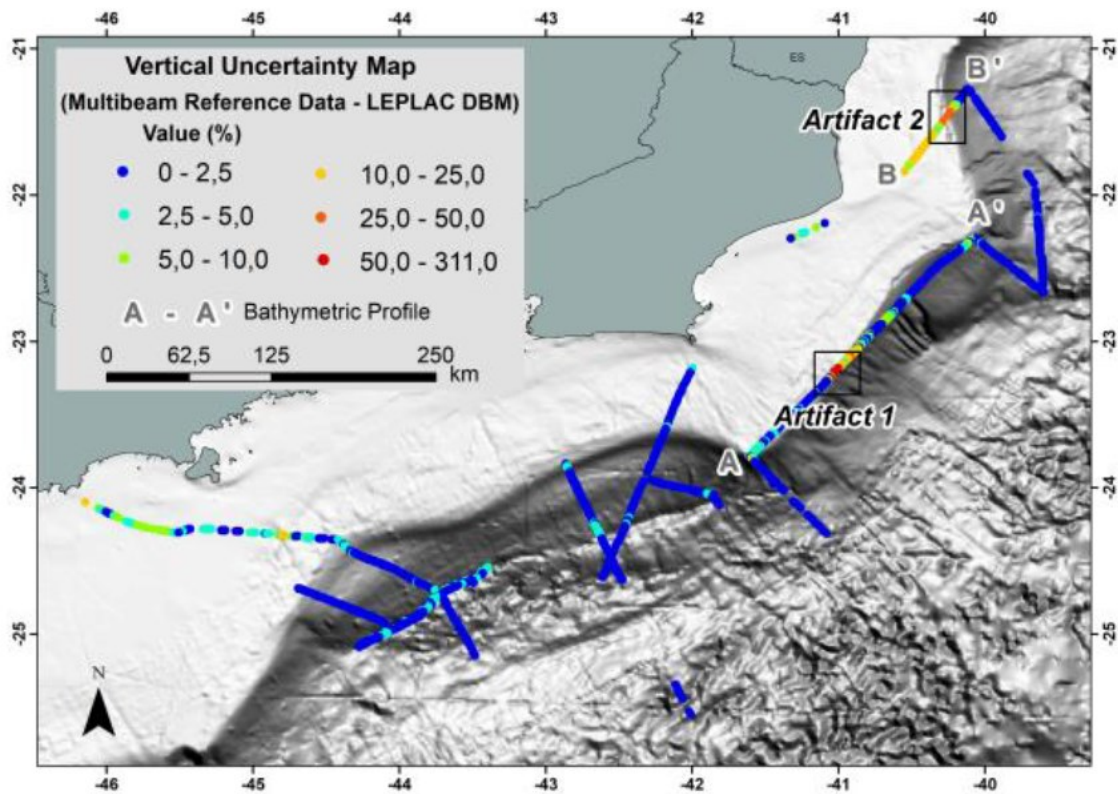 -46 -45 -44 -43 -42 -41 -40
-21
-22
-23
-24
-25
Vertical Uncertainty Map
(Multibeam Reference Data - LEPLAC DBM)
Value (%)
0 - 2,5
10,0 - 25,0
2,5 - 5,0
25,0 - 50,0
5,0 - 10,0
50,0 - 311,0
A - A' Bathymetric Profile
0 62,5 125 250
km
ES
B'
Artifact 2
B
A'
Artifact 1
A
N
-21
-22
-23
-24
-25
-46 -45 -44 -43 -42 -41 -40